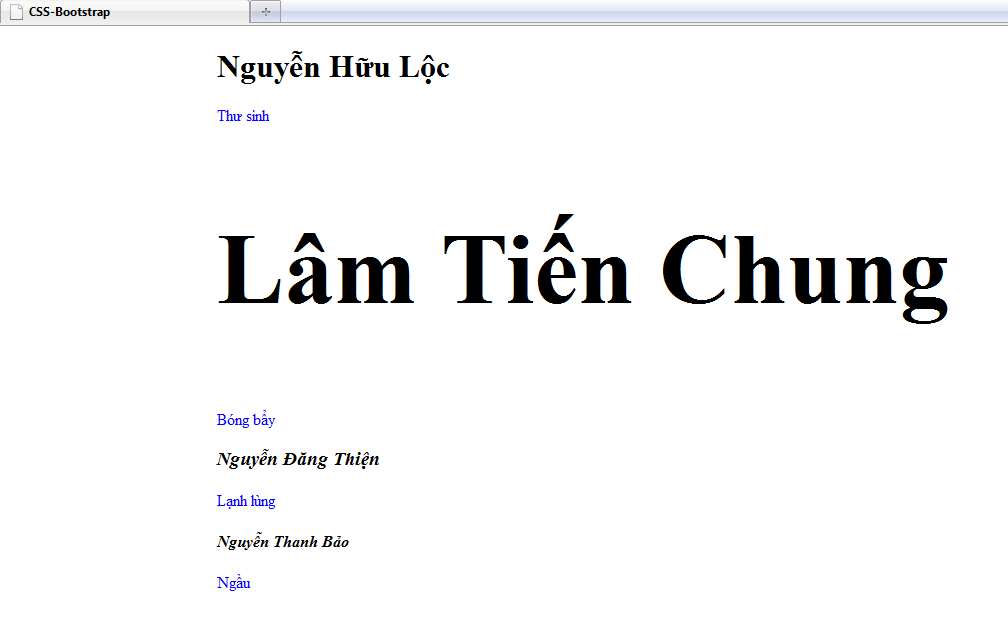 CSS-Bootstrap
Nguyễn Hữu Lộc
Thư sinh
Lâm Tiến Chung
Bóng bẩy
Nguyễn Đăng Thiện
Lạnh lùng
Nguyễn Thanh Bảo
Ngầu